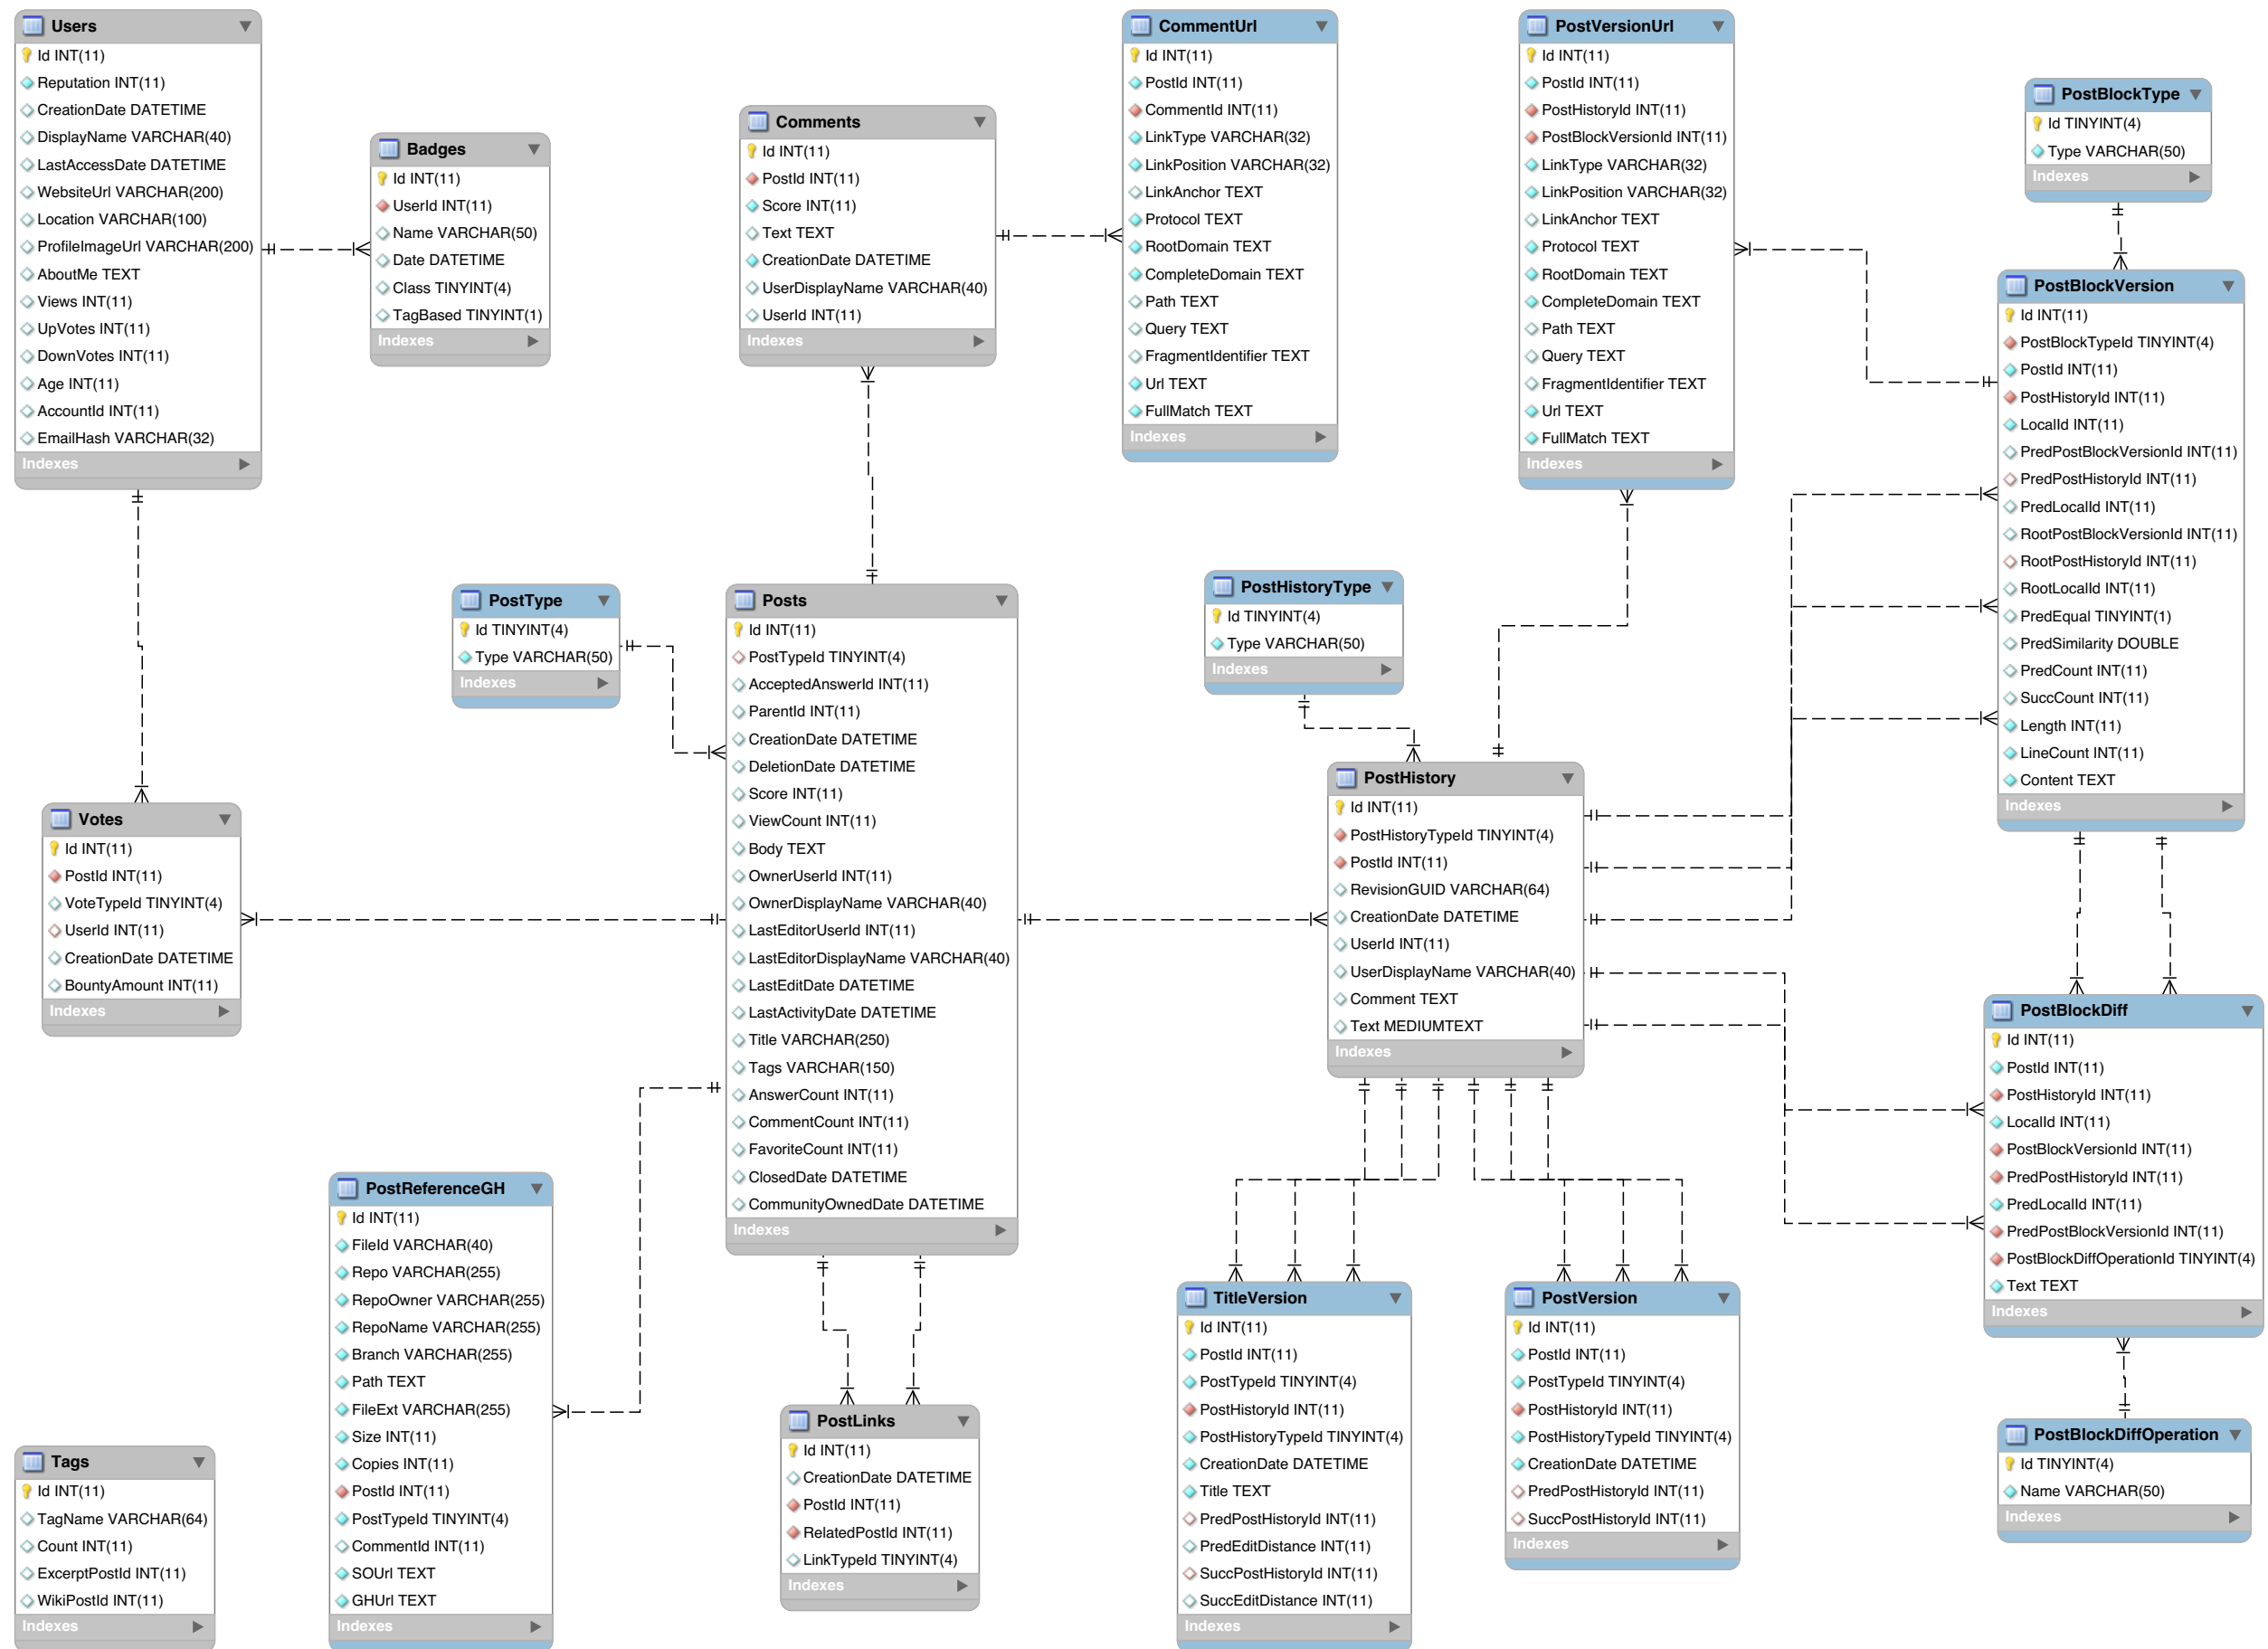 Users
Id INT(11)
Reputation INT(11)
CreationDate DATETIME
DisplayName VARCHAR(40)
LastAccessDate DATETIME
WebsiteUrl VARCHAR(200)
Location VARCHAR(100)
ProfileImageUrl VARCHAR(200)
AboutMe TEXT
Views INT(11)
UpVotes INT(11)
DownVotes INT(11)
Age INT(11)
AccountId INT(11)
EmailHash VARCHAR(32)
Indexes
Badges
Id INT(11)
UserId INT(11)
Name VARCHAR(50)
Date DATETIME
Class TINYINT(4)
TagBased TINYINT(1)
Indexes
Comments
Id INT(11)
PostId INT(11)
Score INT(11)
Text TEXT
CreationDate DATETIME
UserDisplayName VARCHAR(40)
UserId INT(11)
Indexes
CommentUrl
Id INT(11)
PostId INT(11)
CommentId INT(11)
LinkType VARCHAR(32)
LinkPosition VARCHAR(32)
LinkAnchor TEXT
Protocol TEXT
RootDomain TEXT
CompleteDomain TEXT
Path TEXT
Query TEXT
FragmentIdentifier TEXT
Url TEXT
FullMatch TEXT
Indexes
PostVersionUrl
Id INT(11)
PostId INT(11)
PostHistoryId INT(11)
PostBlockVersionId INT(11)
LinkType VARCHAR(32)
LinkPosition VARCHAR(32)
LinkAnchor TEXT
Protocol TEXT
RootDomain TEXT
CompleteDomain TEXT
Path TEXT
Query TEXT
FragmentIdentifier TEXT
Url TEXT
FullMatch TEXT
Indexes
PostBlockType
Id TINYINT(4)
Type VARCHAR(50)
Indexes
PostBlockVersion
Id INT(11)
PostBlockTypeId TINYINT(4)
PostId INT(11)
PostHistoryId INT(11)
LocalId INT(11)
PredPostBlockVersionId INT(11)
PredPostHistoryId INT(11)
PredLocalId INT(11)
RootPostBlockVersionId INT(11)
RootPostHistoryId INT(11)
RootLocalId INT(11)
PredEqual TINYINT(1)
PredSimilarity DOUBLE
PredCount INT(11)
SuccCount INT(11)
Length INT(11)
LineCount INT(11)
Content TEXT
Indexes
PostType
Id TINYINT(4)
Type VARCHAR(50)
Indexes
Posts
Id INT(11)
PostTypeId TINYINT(4)
AcceptedAnswerId INT(11)
ParentId INT(11)
CreationDate DATETIME
DeletionDate DATETIME
Score INT(11)
ViewCount INT(11)
Body TEXT
OwnerUserId INT(11)
OwnerDisplayName VARCHAR(40)
LastEditorUserId INT(11)
LastEditorDisplayName VARCHAR(40)
LastEditDate DATETIME
LastActivityDate DATETIME
Title VARCHAR(250)
Tags VARCHAR(150)
AnswerCount INT(11)
CommentCount INT(11)
FavoriteCount INT(11)
ClosedDate DATETIME
CommunityOwnedDate DATETIME
Indexes
PostHistoryType
Id TINYINT(4)
Type VARCHAR(50)
Indexes
PostHistory
Id INT(11)
PostHistoryTypeId TINYINT(4)
PostId INT(11)
RevisionGUID VARCHAR(64)
CreationDate DATETIME
UserId INT(11)
UserDisplayName VARCHAR(40)
Comment TEXT
Text MEDIUMTEXT
Indexes
Votes
Id INT(11)
PostId INT(11)
VoteTypeId TINYINT(4)
UserId INT(11)
CreationDate DATETIME
BountyAmount INT(11)
Indexes
PostBlockDiff
Id INT(11)
PostId INT(11)
PostHistoryId INT(11)
LocalId INT(11)
PostBlockVersionId INT(11)
PredPostHistoryId INT(11)
PredLocalId INT(11)
PredPostBlockVersionId INT(11)
PostBlockDiffOperationId TINYINT(4)
Text TEXT
Indexes
PostReferenceGH
Id INT(11)
FileId VARCHAR(40)
Repo VARCHAR(255)
RepoOwner VARCHAR(255)
RepoName VARCHAR(255)
Branch VARCHAR(255)
Path TEXT
FileExt VARCHAR(255)
Size INT(11)
Copies INT(11)
PostId INT(11)
PostTypeId TINYINT(4)
CommentId INT(11)
SOUrl TEXT
GHUrl TEXT
Indexes
TitleVersion
Id INT(11)
PostId INT(11)
PostTypeId TINYINT(4)
PostHistoryId INT(11)
PostHistoryTypeId TINYINT(4)
CreationDate DATETIME
Title TEXT
PredPostHistoryId INT(11)
PredEditDistance INT(11)
SuccPostHistoryId INT(11)
SuccEditDistance INT(11)
Indexes
PostVersion
Id INT(11)
PostId INT(11)
PostTypeId TINYINT(4)
PostHistoryId INT(11)
PostHistoryTypeId TINYINT(4)
CreationDate DATETIME
PredPostHistoryId INT(11)
SuccPostHistoryId INT(11)
Indexes
PostLinks
Id INT(11)
CreationDate DATETIME
PostId INT(11)
RelatedPostId INT(11)
LinkTypeId TINYINT(4)
Indexes
PostBlockDiffOperation
Id TINYINT(4)
Name VARCHAR(50)
Indexes
Tags
Id INT(11)
TagName VARCHAR(64)
Count INT(11)
ExcerptPostId INT(11)
WikiPostId INT(11)
Indexes